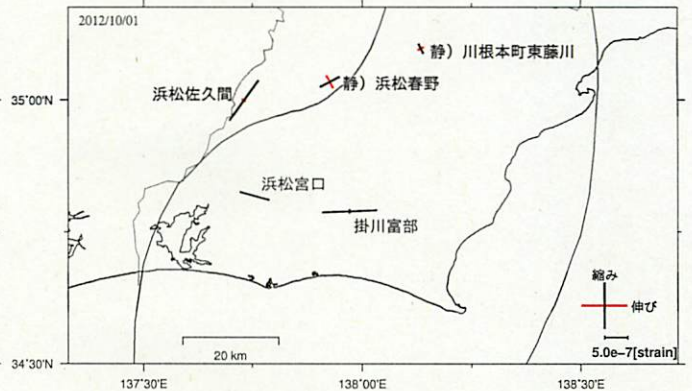 2012/10/01
静）川根本町東藤川
静）浜松春野
浜松佐久間
35°00'N
浜松宮口
掛川富部
縮み
伸び
5.0e-7[strain]
20 km
34°30'N
137°30'E
138°00'E
138°30'E